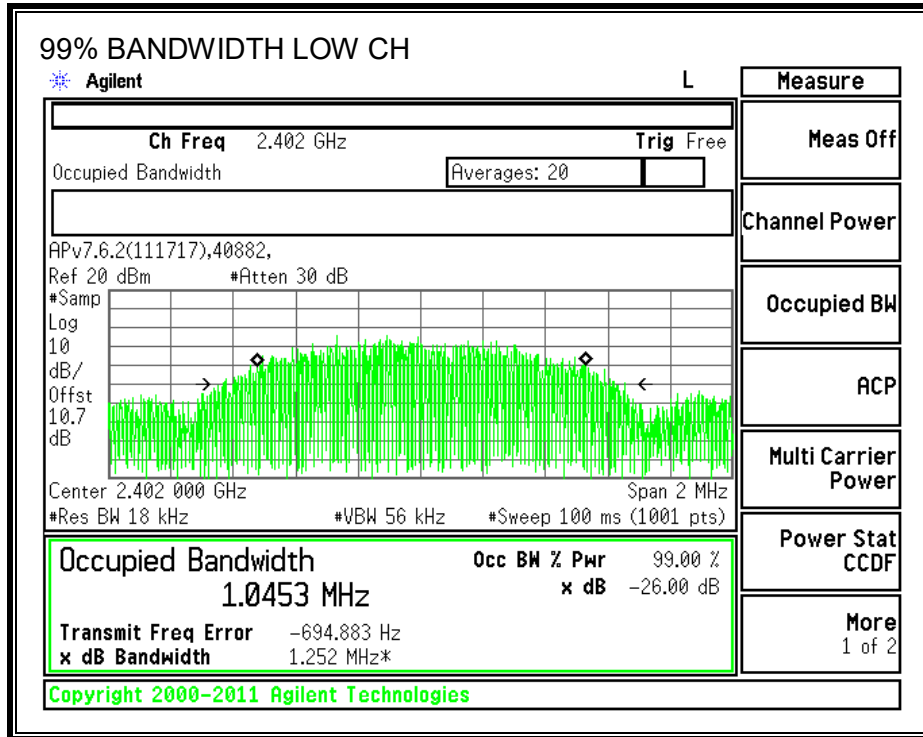 99% BANDWIDTH LOW CH
Agilent L Measure
Ch Freq 2.402 GHz Trig Free
Meas Off
Occupied Bandwidth Averages: 20
Channel Power
APv7.6.2(111717),40882,
Ref 20 dBm #Atten 30 dB
#Samp
Log
10
dB/
Offst
10.7
dB
Occupied BW
ACP
Multi Carrier
Power
Center 2.402 000 GHz Span 2 MHz
#Res BW 18 kHz #VBW 56 kHz #Sweep 100 ms (1001 pts)
Power Stat
CCDF
Occupied Bandwidth Occ BW % Pwr 99.00 %
1.0453 MHz x dB -26.00 dB
Transmit Freq Error -694.883 Hz
x dB Bandwidth 1.252 MHz*
More
1 of 2
Copyright 2000-2011 Agilent Technologies